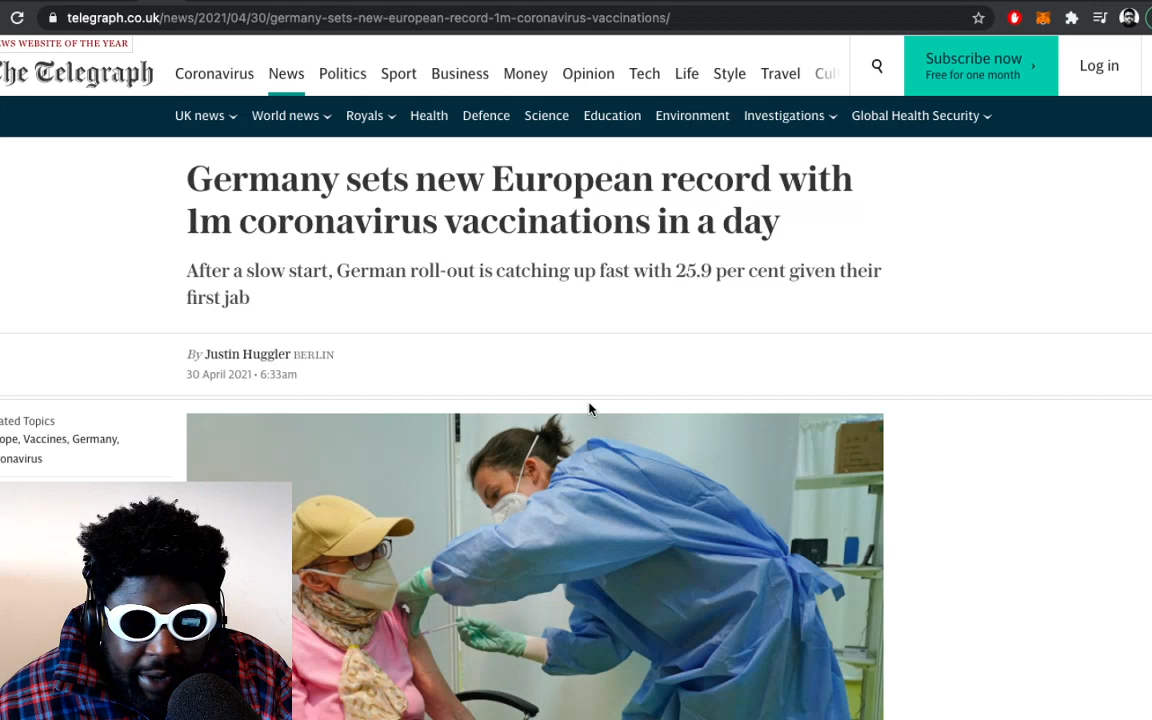 telegraph.co.uk/news/2021/04/30/germany-sets-new-european-record-1m-coronavirus-vaccinations/
WS WEBSITE OF THE YEAR
he Telegraph
Coronavirus News Politics Sport Business Money Opinion Tech Life Style Travel Cul
Subscribe now
Free for one month
Log in
UK news World news Royals Health Defence Science Education Environment Investigations Global Health Security
Germany sets new European record with
1m coronavirus vaccinations in a day
After a slow start, German roll-out is catching up fast with 25.9 per cent given their
first jab
By Justin Huggler BERLIN
30 April 2021 • 6:33am
ated Topics
ope, Vaccines, Germany,
onavirus